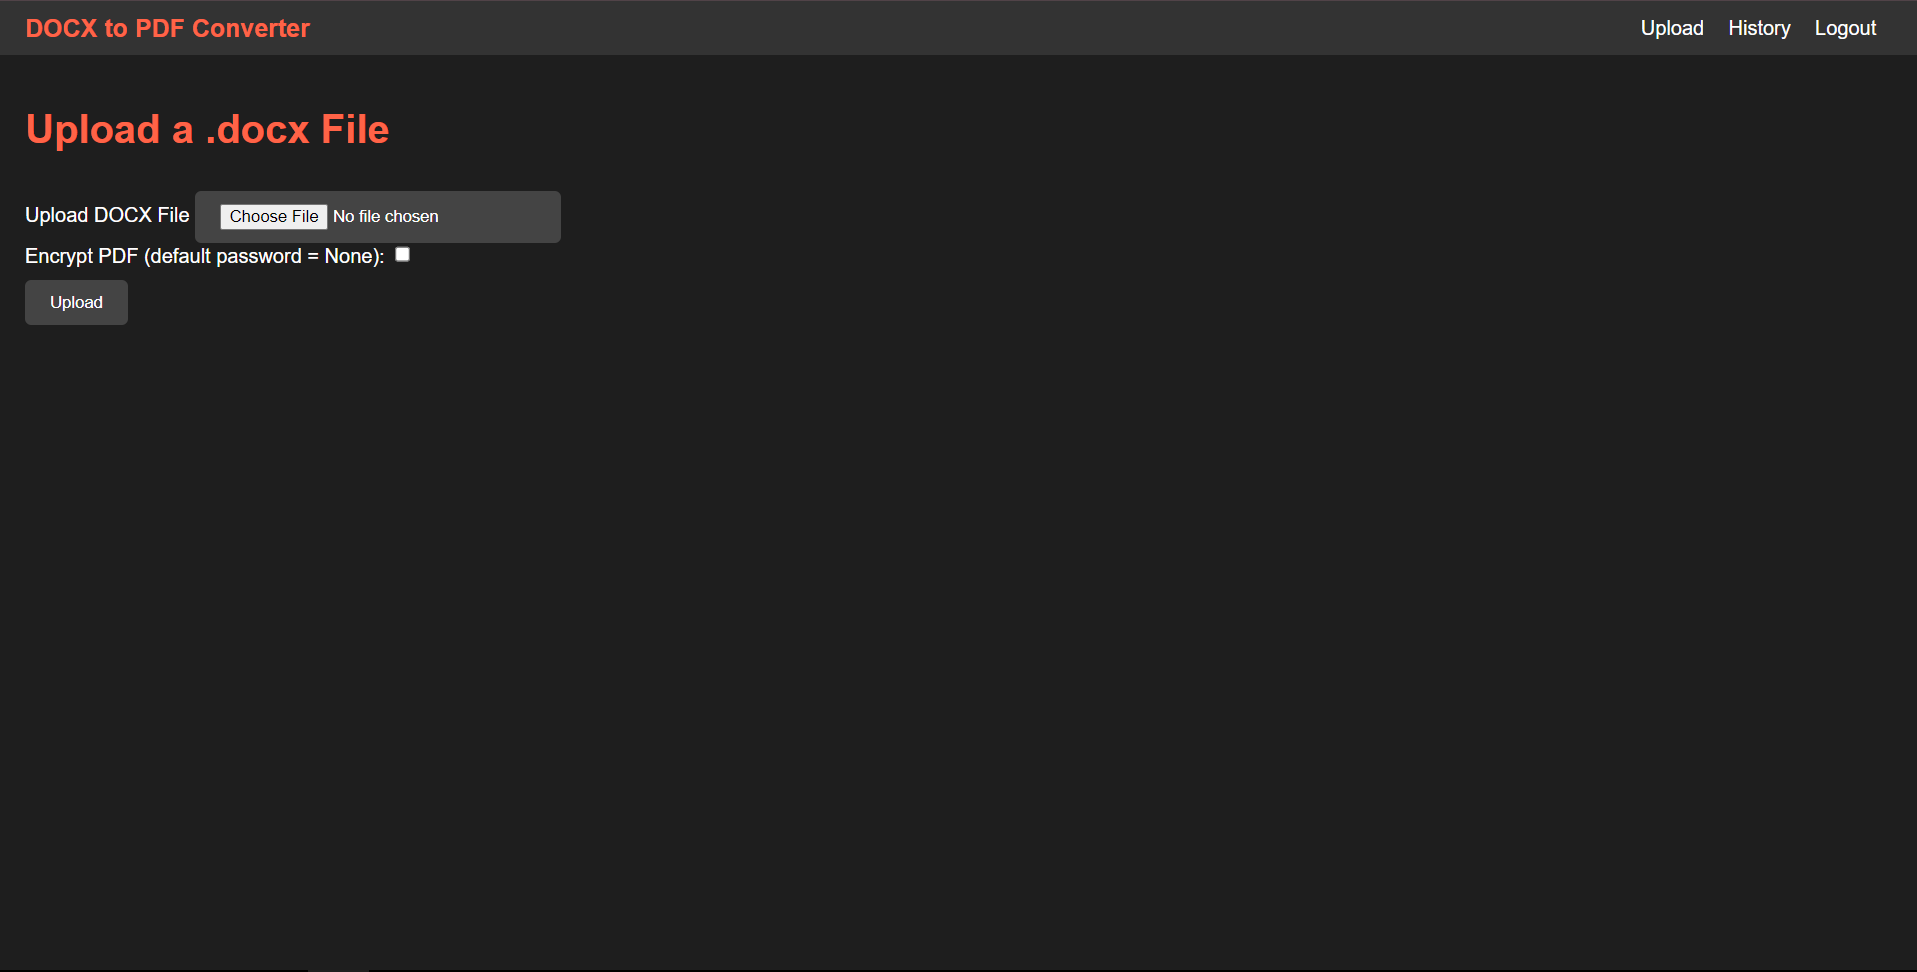 DOCX to PDF Converter Upload History Logout
Upload a .docx File
Upload DOCX File Choose File No file chosen
Encrypt PDF (default password = None):
Upload